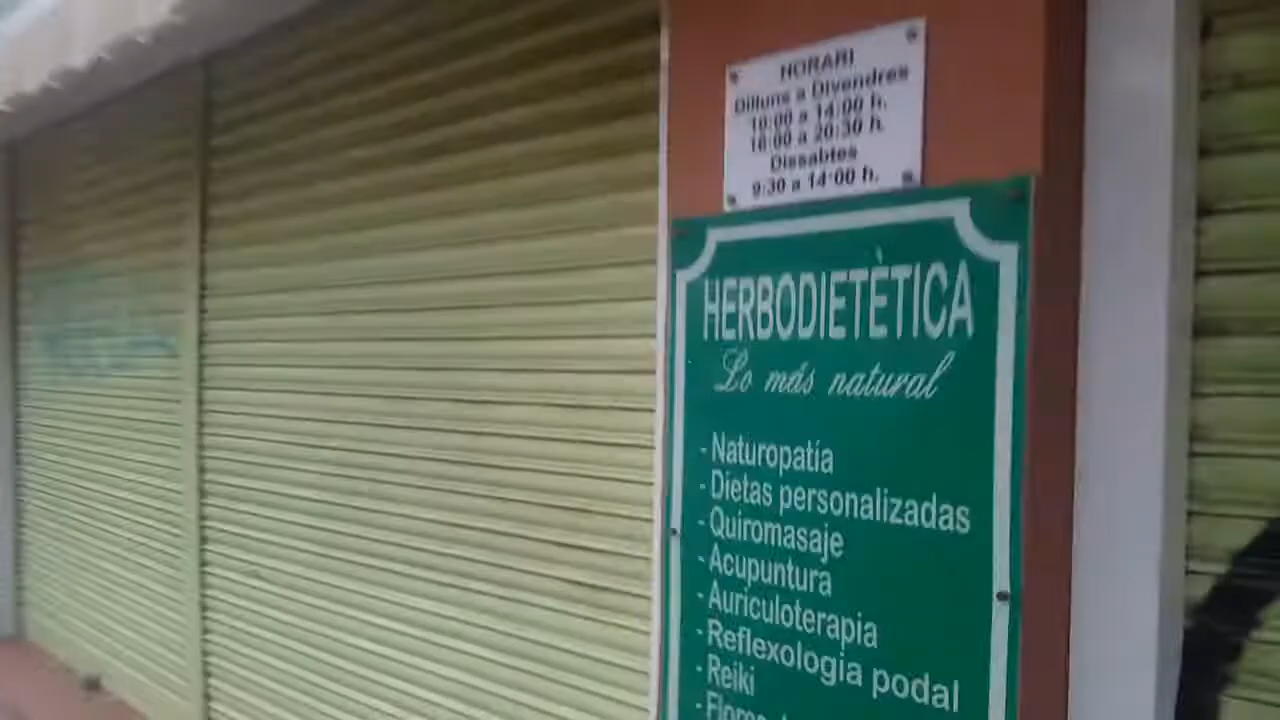 HORARI
Dilluns a Divendres
10:00 a 14:00 h.
16:00 a 20:30 h.
Dissabtes
9:30 a 14:00 h.
HERBODIETÈTICA
Lo más natural
- Naturopatía
- Dietas personalizadas
- Quiromasaje
- Acupuntura
- Auriculoterapia
- Reflexologia podal
- Reiki